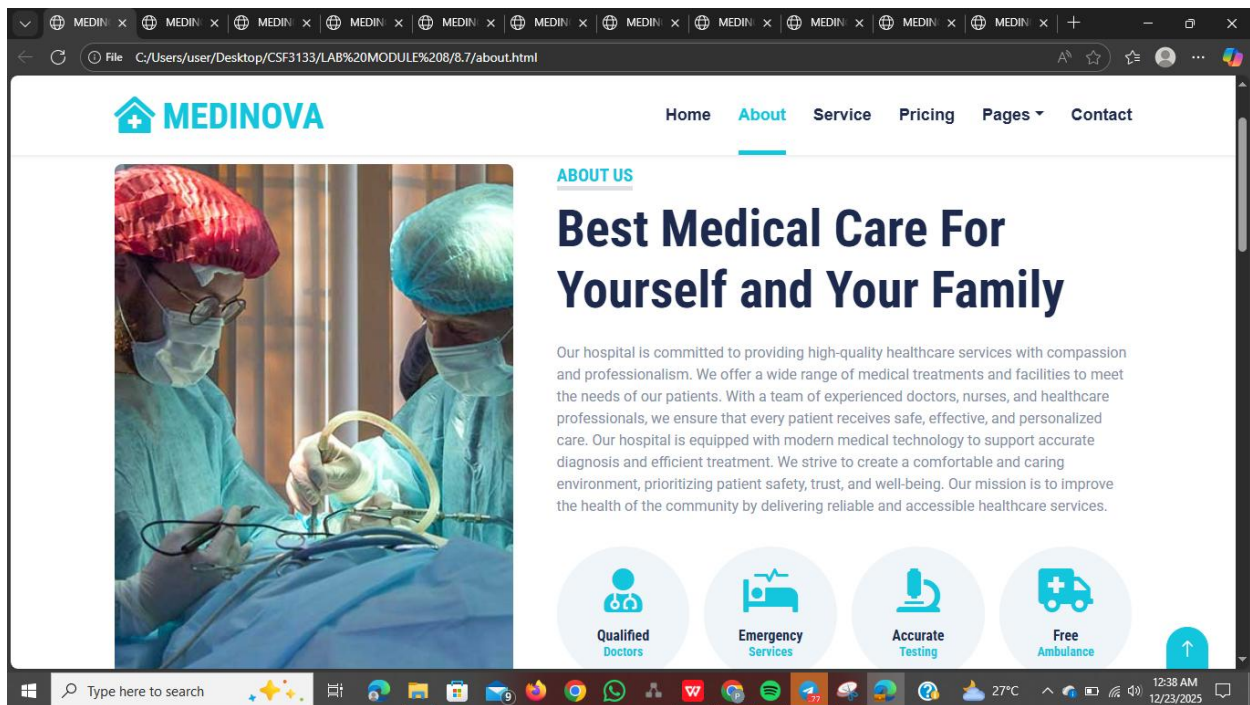 MEDIN MEDIN MEDIN MEDIN MEDIN MEDIN MEDIN MEDIN MEDIN MEDIN MEDIN
File C:/Users/user/Desktop/CSF3133/LAB%20MODULE%208/8.7/about.html
MEDINOVA
Home About Service Pricing Pages Contact
ABOUT US
Best Medical Care For
Yourself and Your Family
Our hospital is committed to providing high-quality healthcare services with compassion
and professionalism. We offer a wide range of medical treatments and facilities to meet
the needs of our patients. With a team of experienced doctors, nurses, and healthcare
professionals, we ensure that every patient receives safe, effective, and personalized
care. Our hospital is equipped with modern medical technology to support accurate
diagnosis and efficient treatment. We strive to create a comfortable and caring
environment, prioritizing patient safety, trust, and well-being. Our mission is to improve
the health of the community by delivering reliable and accessible healthcare services.
Qualified
Doctors
Emergency
Services
Accurate
Testing
Free
Ambulance
Type here to search
9
W
P
77
27°C
12:38 AM
12/23/2025